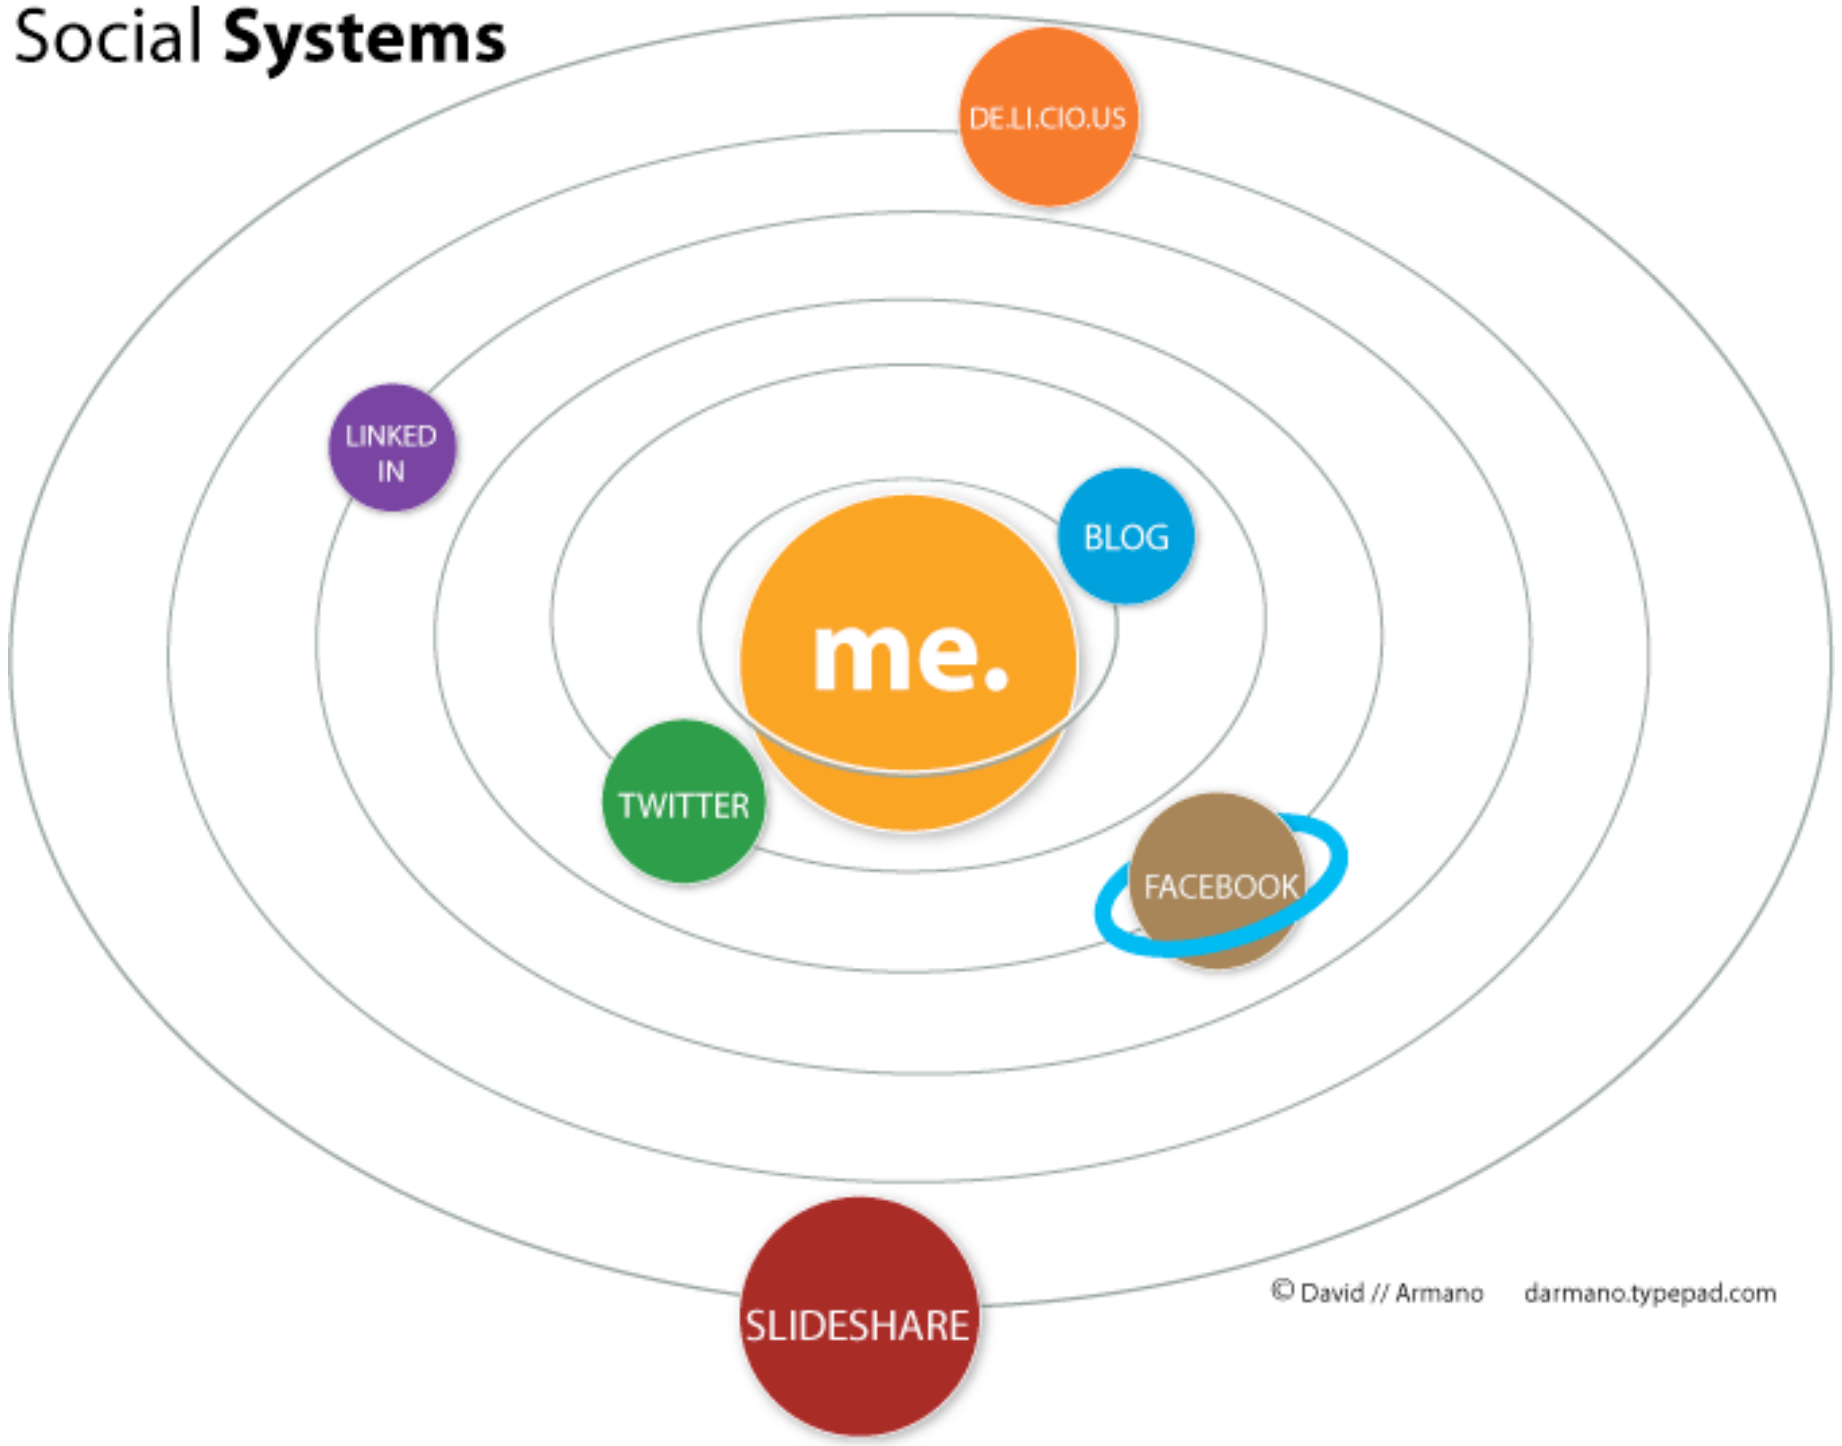 Social Systems
DE.LI.CIO.US
LINKED
IN
BLOG
me.
TWITTER
FACEBOOK
SLIDESHARE
© David // Armano darmano.typepad.com